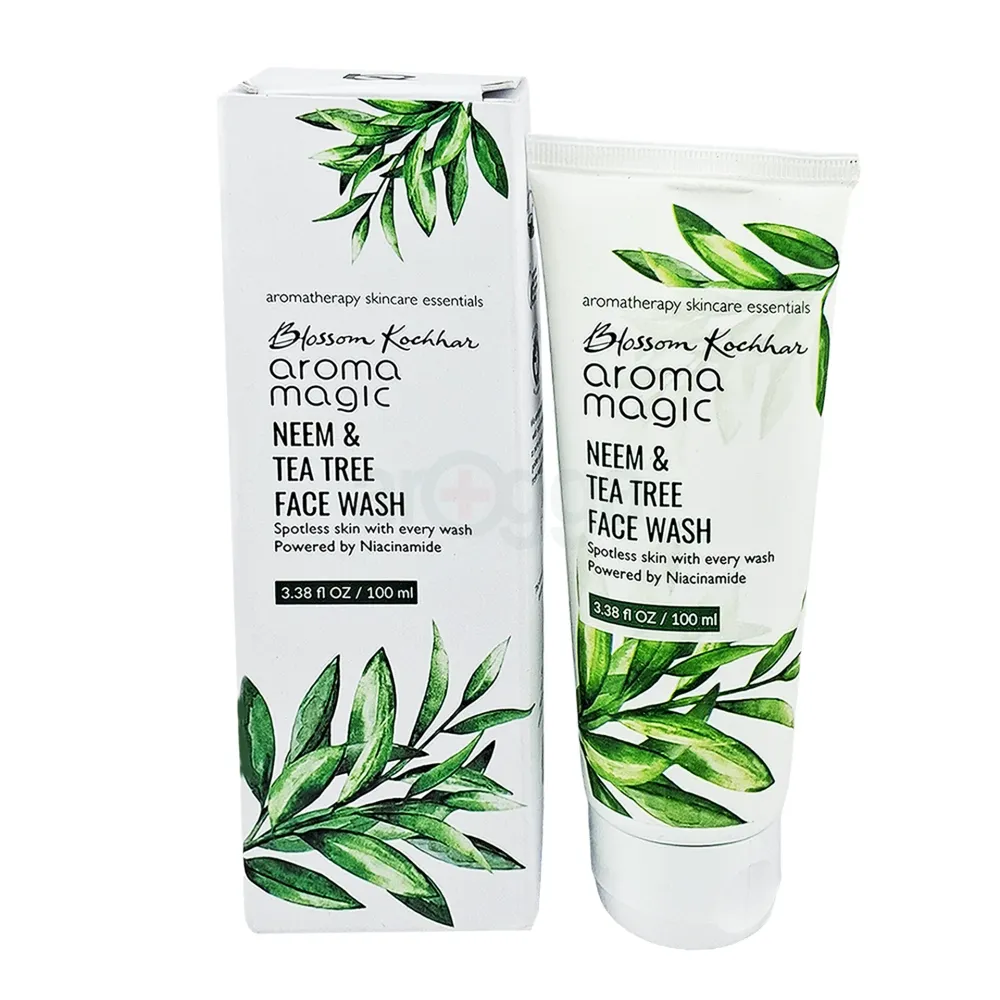 aromatherapy skincare essentials
Blossom Kochhar
aroma
magic
NEEM &
TEA TREE
FACE WASH
Spotless skin with every wash
Powered by Niacinamide
3.38 fl OZ / 100 ml
aromatherapy skincare essentials
Blossom Kochhar
aroma
magic
NEEM &
TEA TREE
FACE WASH
Spotless skin with every wash
Powered by Niacinamide
3.38 fl OZ / 100 ml